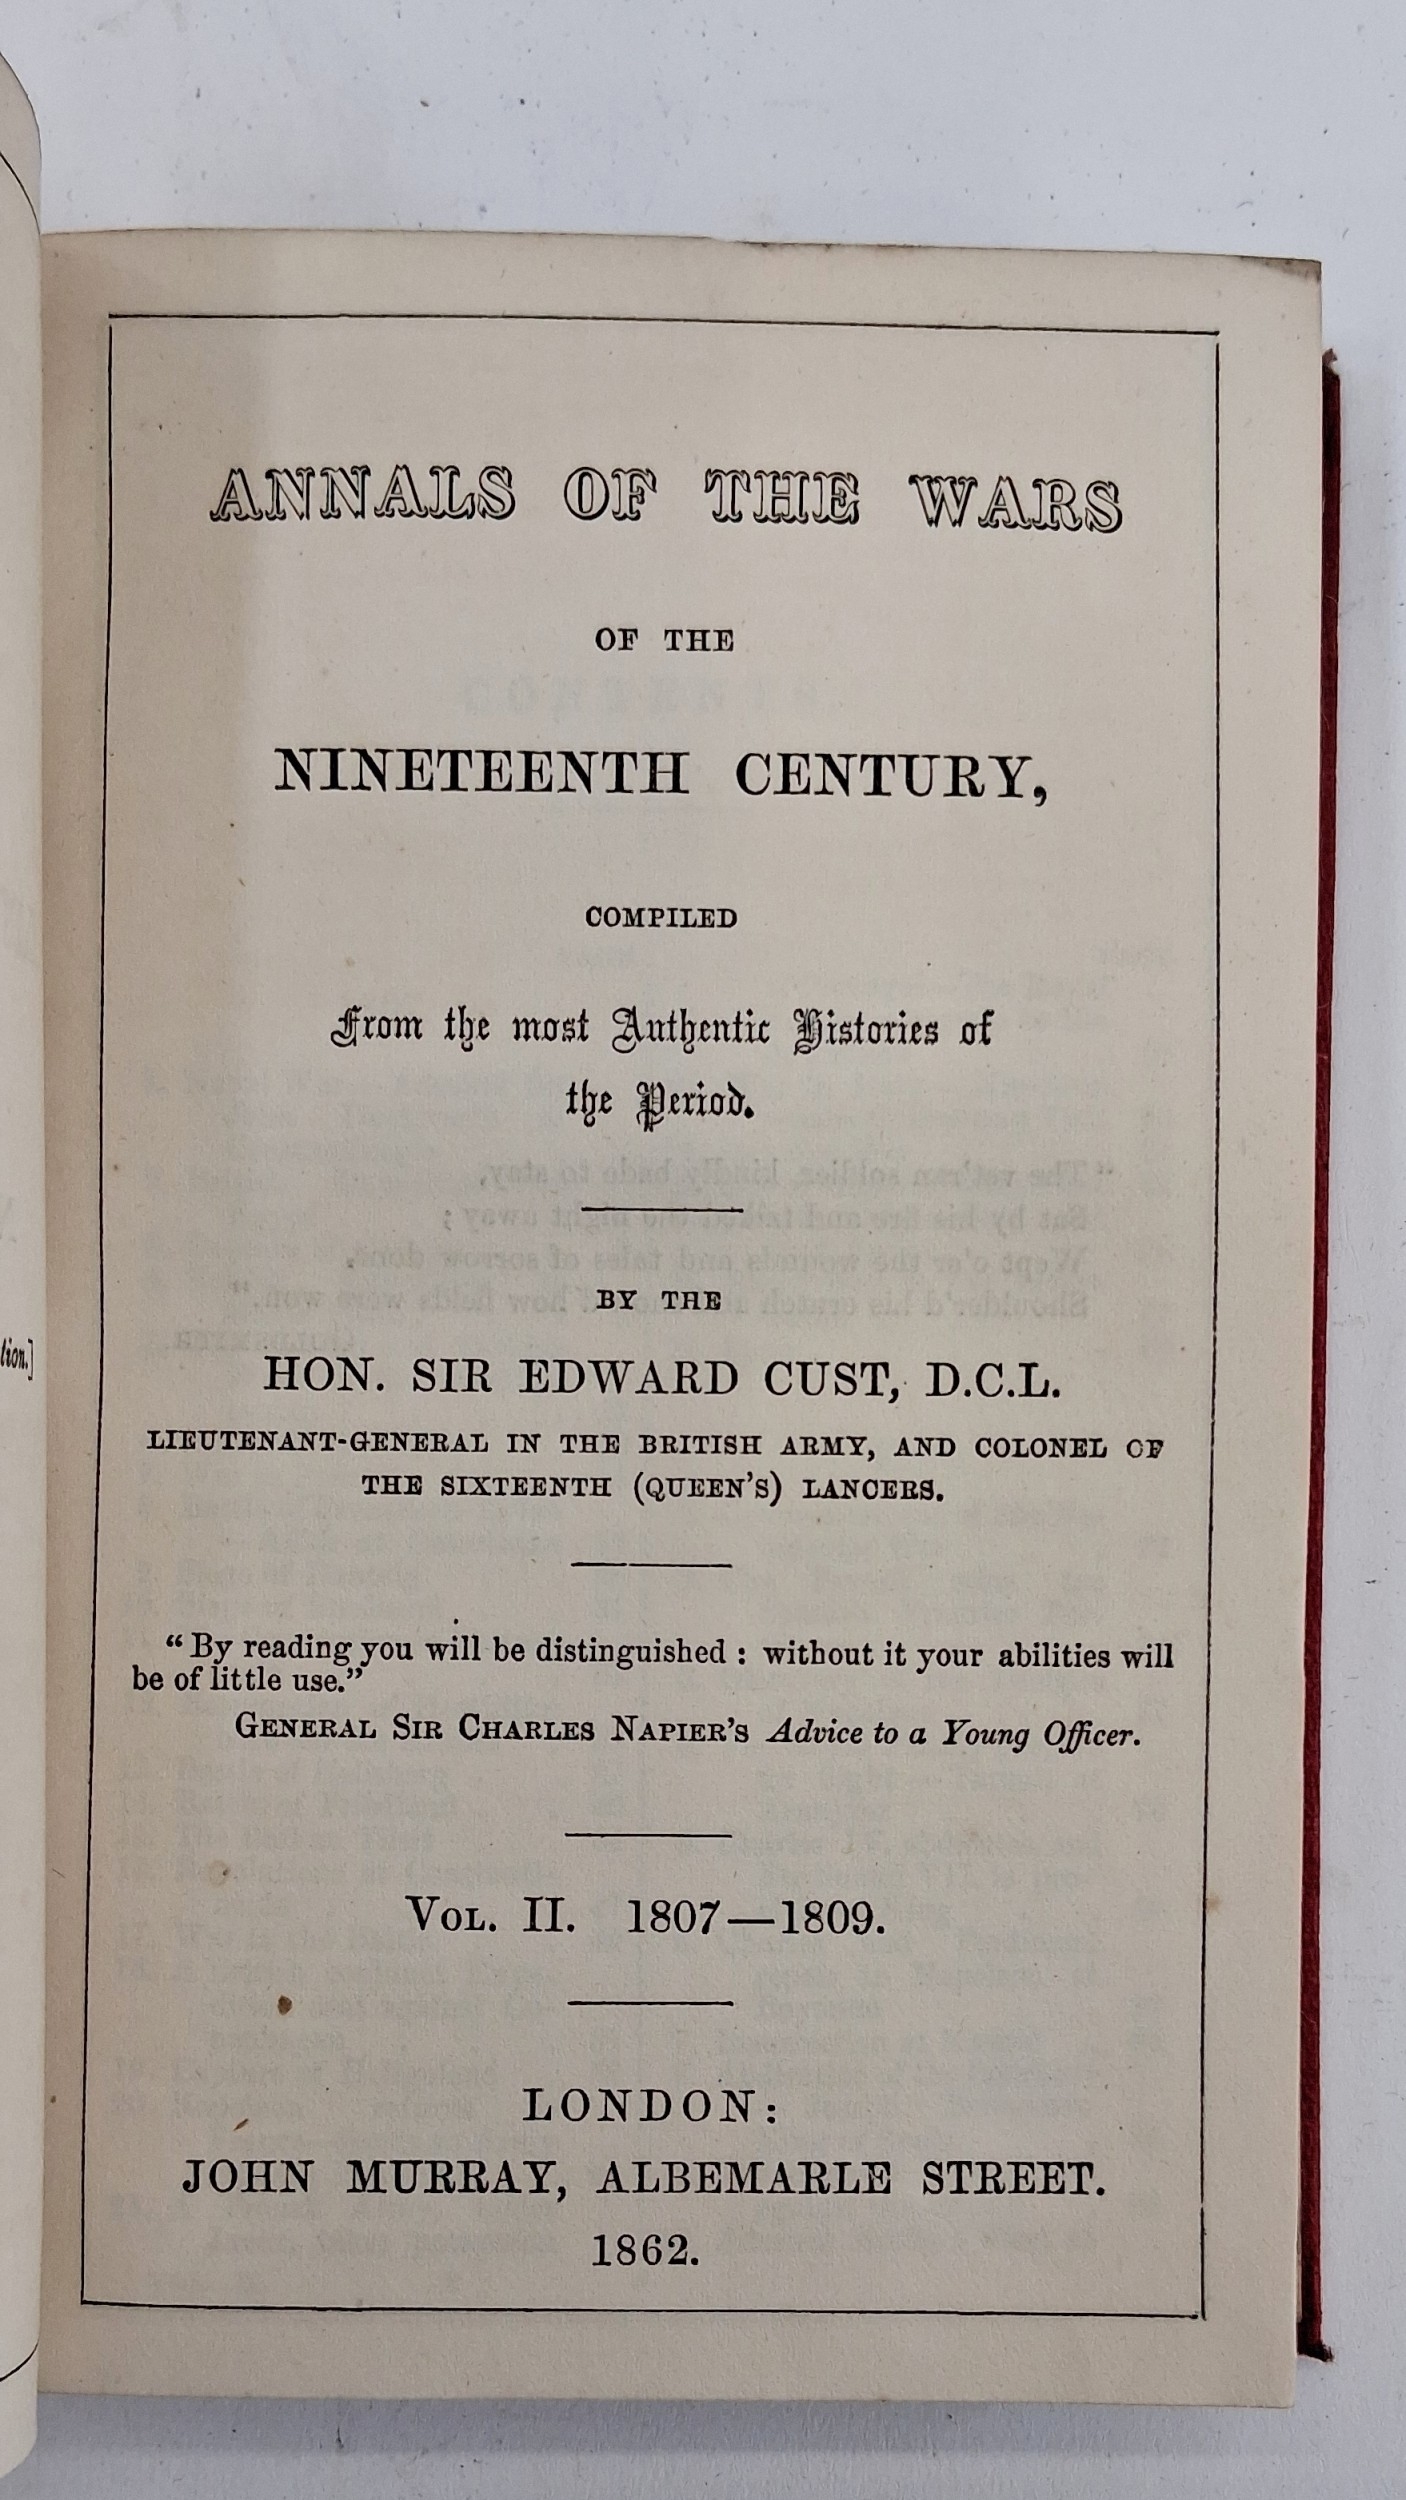 ANNALS OF THE WARS
OF THE
NINETEENTH CENTURY,
COMPILED
From the most Authentic Histories of
the Period.
BY THE
HON. SIR EDWARD CUST, D.C.L.
LIEUTENANT-GENERAL IN THE BRITISH ARMY, AND COLONEL OF
THE SIXTEENTH (QUEEN'S) LANCERS.
"By reading you will be distinguished : without it your abilities will
be of little use."
GENERAL SIR CHARLES NAPIER'S Advice to a Young Officer.
VOL. II. 1807—1809.
LONDON:
JOHN MURRAY, ALBEMARLE STREET.
1862.